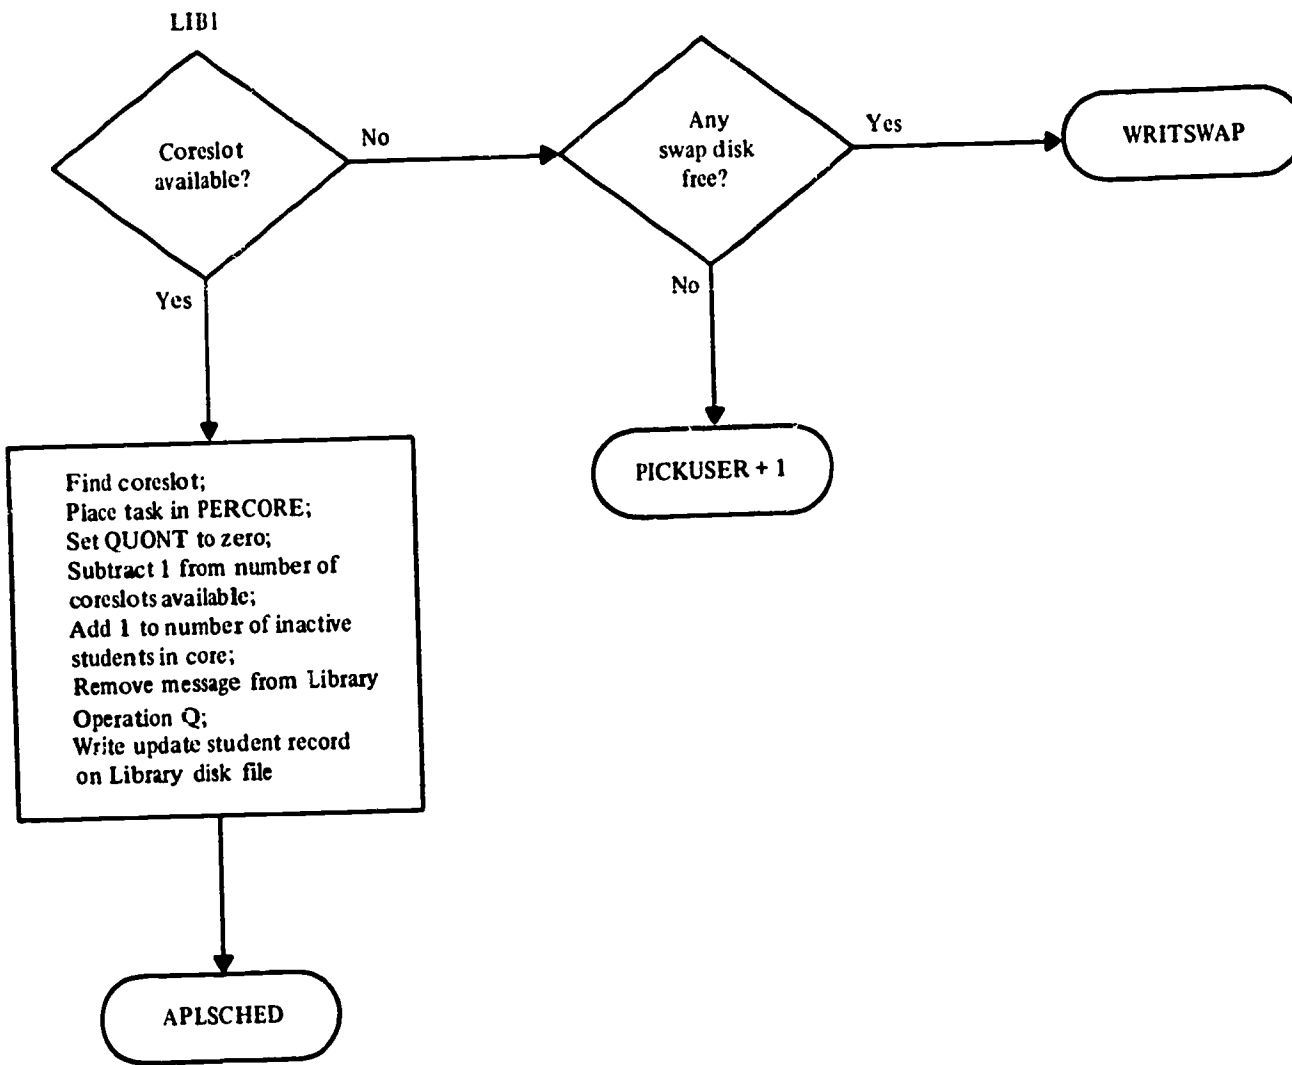 LIB1
Coreslot
available?
No
Any
swap disk
free?
Yes
WRITSWAP
Yes
No
PICKUSER + 1
Find coreslot;
Place task in PERCORE;
Set QUONT to zero;
Subtract 1 from number of
coreslots available;
Add 1 to number of inactive
students in core;
Remove message from Library
Operation Q;
Write update student record
on Library disk file
APLSCHED